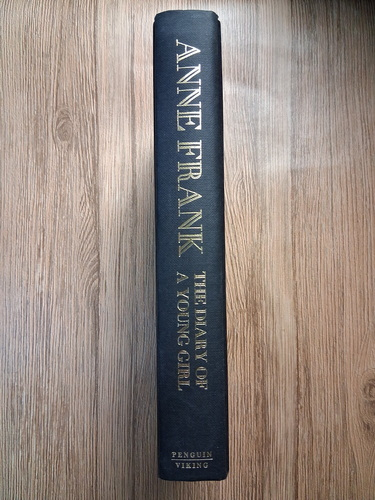 ANNE FRANK
THE DIARY OF
A YOUNG GIRL
PENGUIN
VIKING